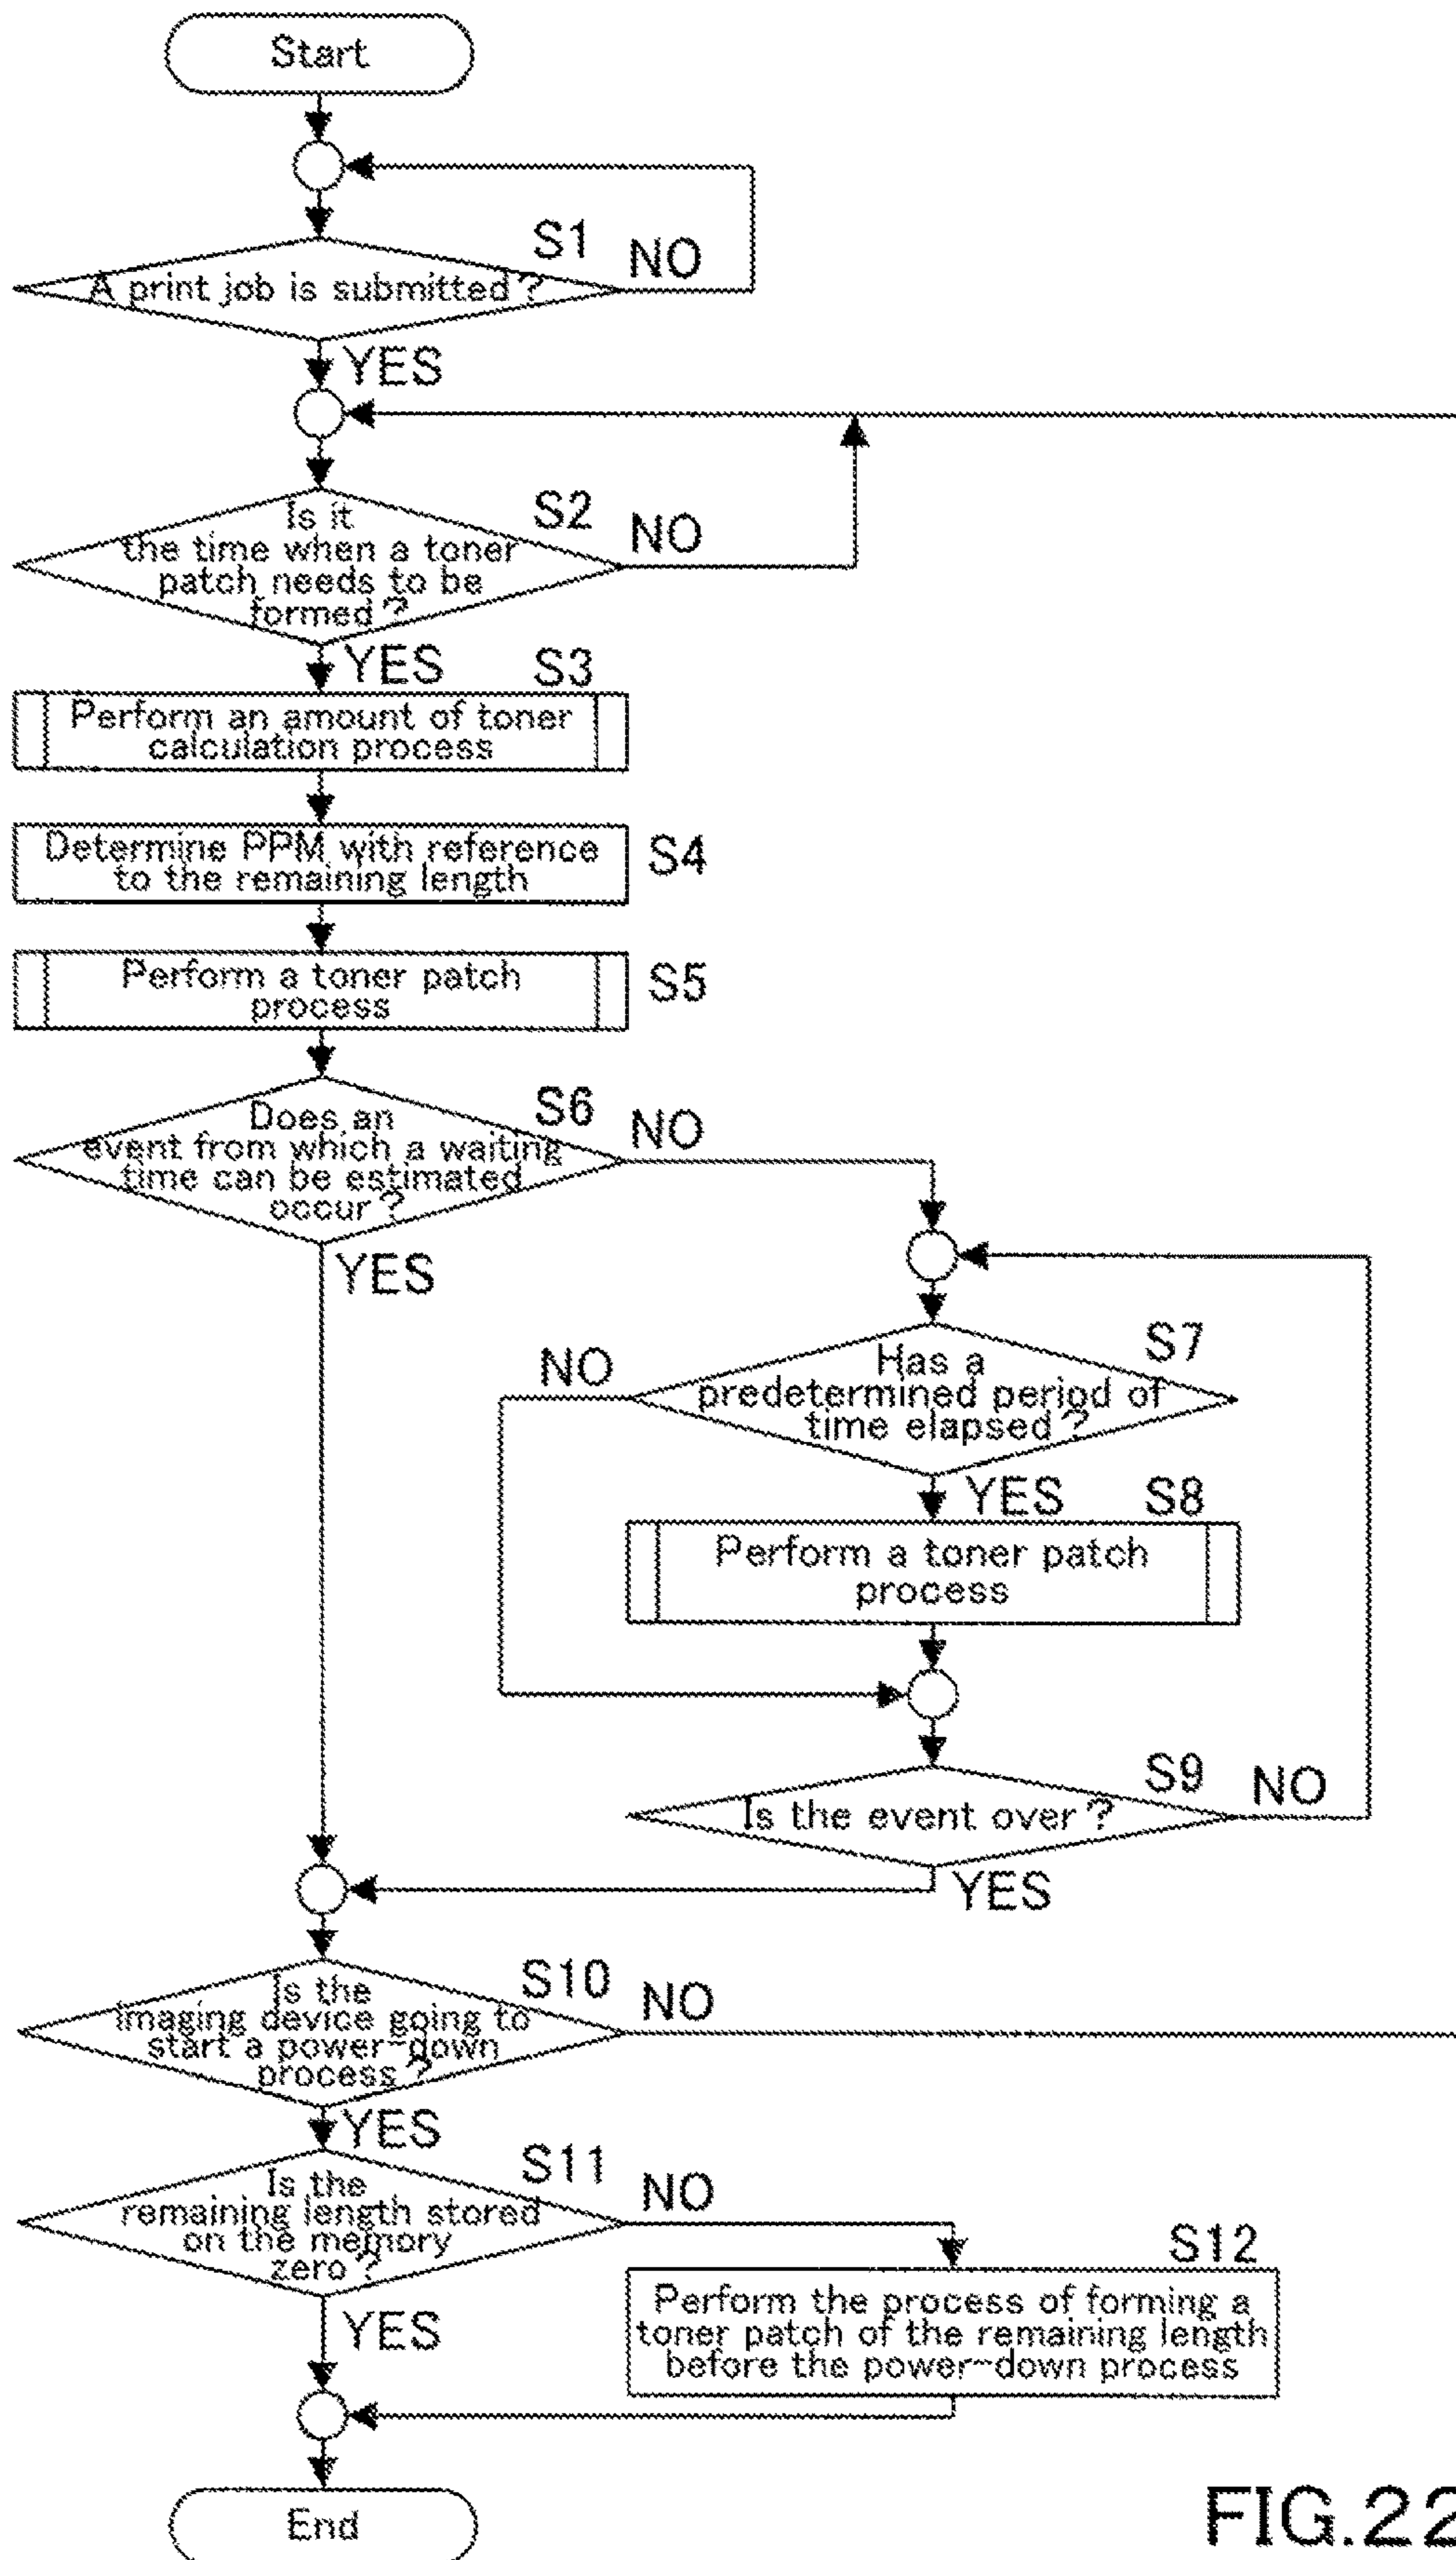 Start
S1
NO
A print job is submitted?
YES
S2
NO
Is it
the time when a toner
patch needs to be
formed?
YES
S3
Perform an amount of toner
calculation process
Determine PPM with reference
to the remaining length
S4
Perform a toner patch
process
S5
S6
NO
Does an
event from which a waiting
time can be estimated
occur?
YES
S7
NO
Has a
predetermined period of
time elapsed?
YES
S8
Perform a toner patch
process
S9
NO
Is the event over?
YES
S10
NO
Is the
imaging device going to
start a power-down
process?
YES
S11
NO
Is the
remaining length stored
on the memory
zero?
S12
YES
Perform the process of forming a
toner patch of the remaining length
before the power-down process
End
FIG.22